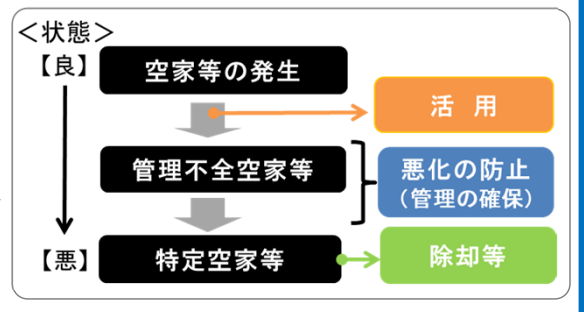 ＜状態＞
【良】
空家等の発生
活　用
管理不全空家等
悪化の防止
（管理の確保）
【悪】
特定空家等
除却等